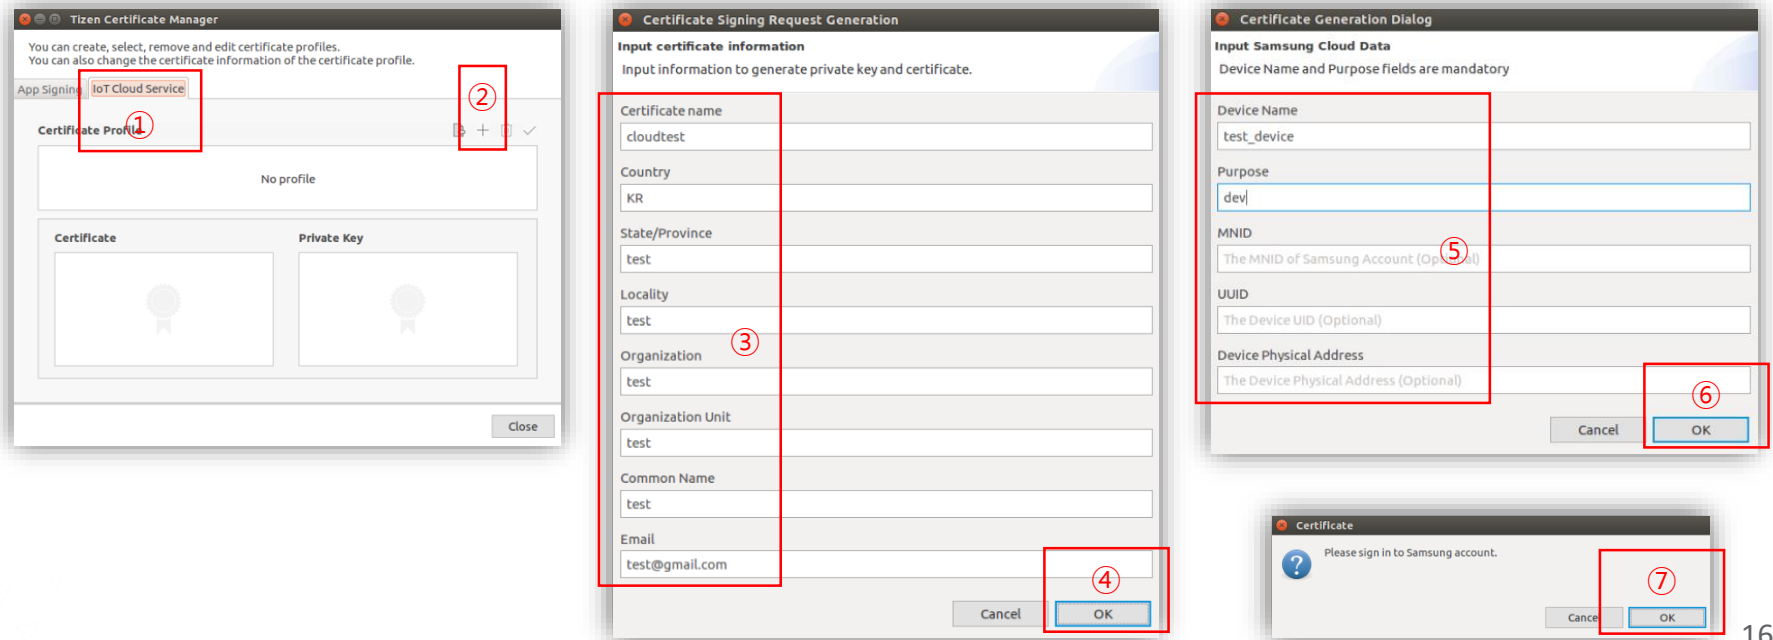 Tizen Certificate Manager
You can create, select, remove and edit certificate profiles.
You can also change the certificate information of the certificate profile.
App Signing
IoT Cloud Service
①
②
Certificate Profile
No profile
Certificate
Private Key
Close
Certificate Signing Request Generation
Input certificate information
Input information to generate private key and certificate.
Certificate name
cloudtest
Country
KR
State/Province
test
Locality
test
③
Organization
test
Organization Unit
test
Common Name
test
Email
test@gmail.com
④
Cancel
OK
Certificate Generation Dialog
Input Samsung Cloud Data
Device Name and Purpose fields are mandatory
Device Name
test_device
Purpose
dev
MNID
The MNID of Samsung Account (Optional)
⑤
UUID
The Device UID (Optional)
Device Physical Address
The Device Physical Address (Optional)
⑥
Cancel
OK
Certificate
Please sign in to Samsung account.
⑦
Cancel
OK
16